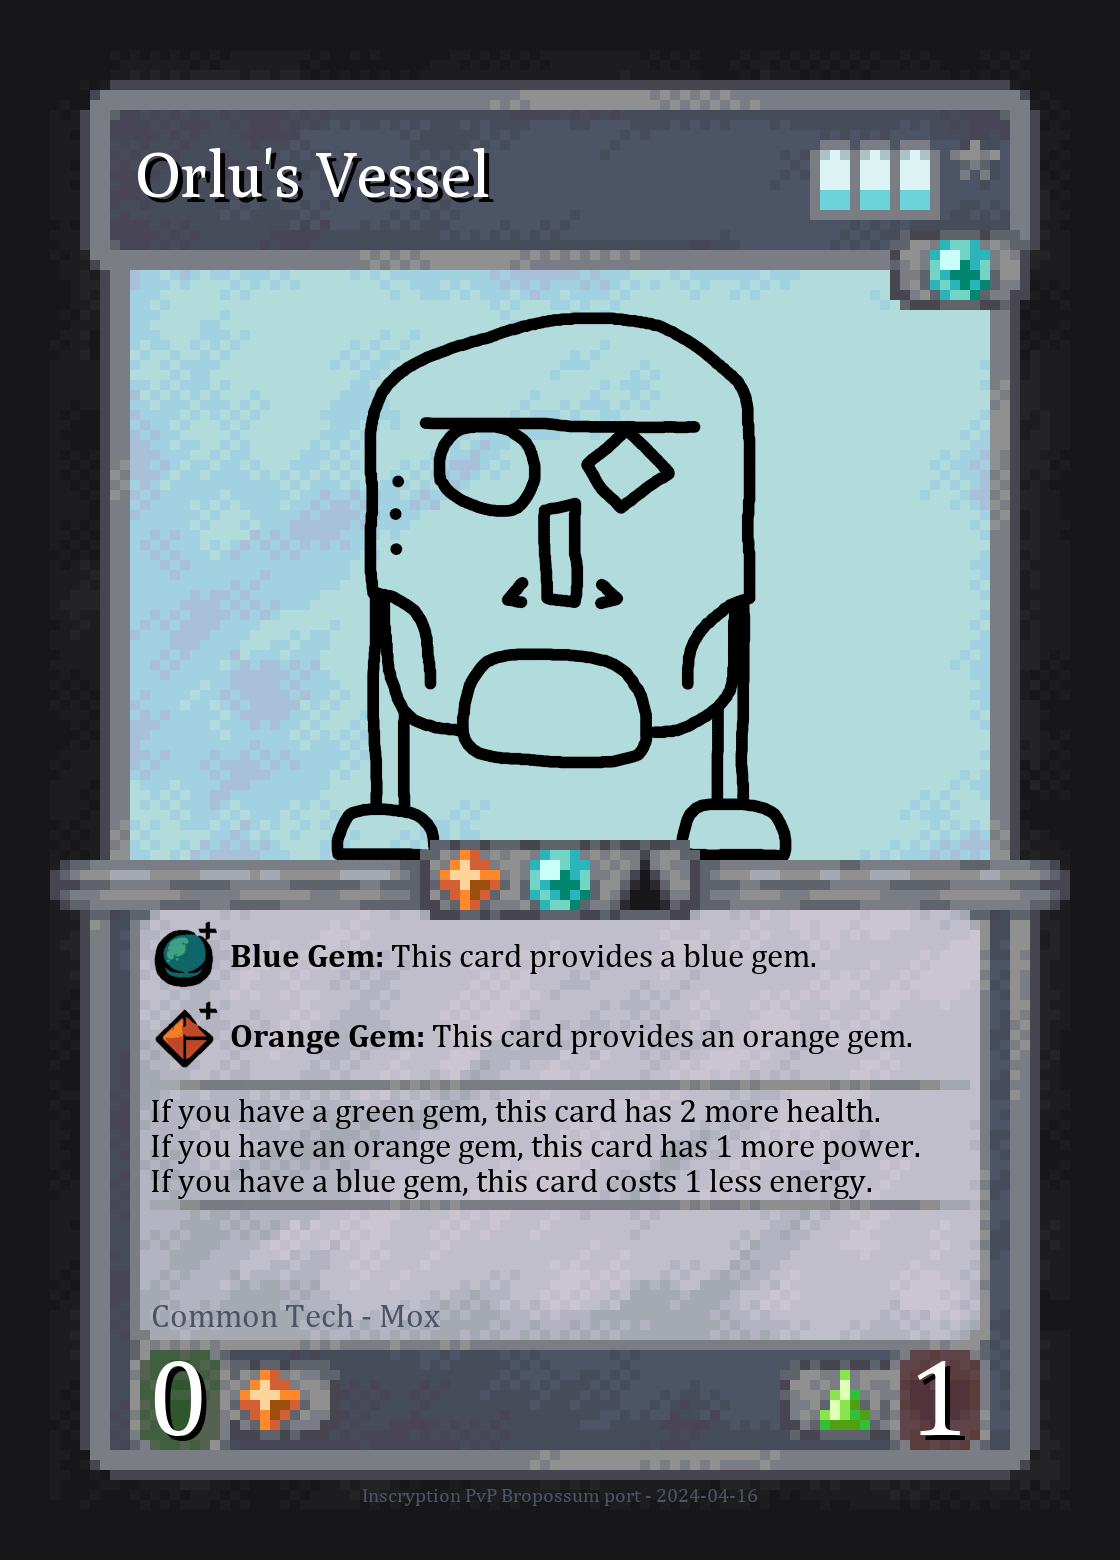 Orlu's Vessel
Blue Gem: This card provides a blue gem.
Orange Gem: This card provides an orange gem.
If you have a green gem, this card has 2 more health.
If you have an orange gem, this card has 1 more power.
If you have a blue gem, this card costs 1 less energy.
Common Tech - Mox
0 1
Inscryption PvP Bropossum port - 2024-04-16